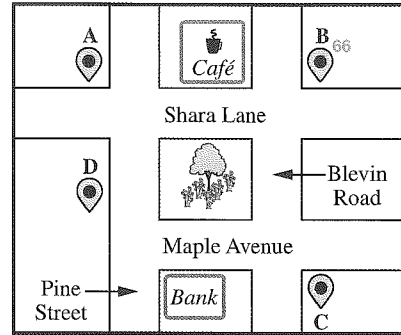 A
Café
B
66
Shara Lane
D
Blevin
Road
Maple Avenue
Pine
Street
Bank
C